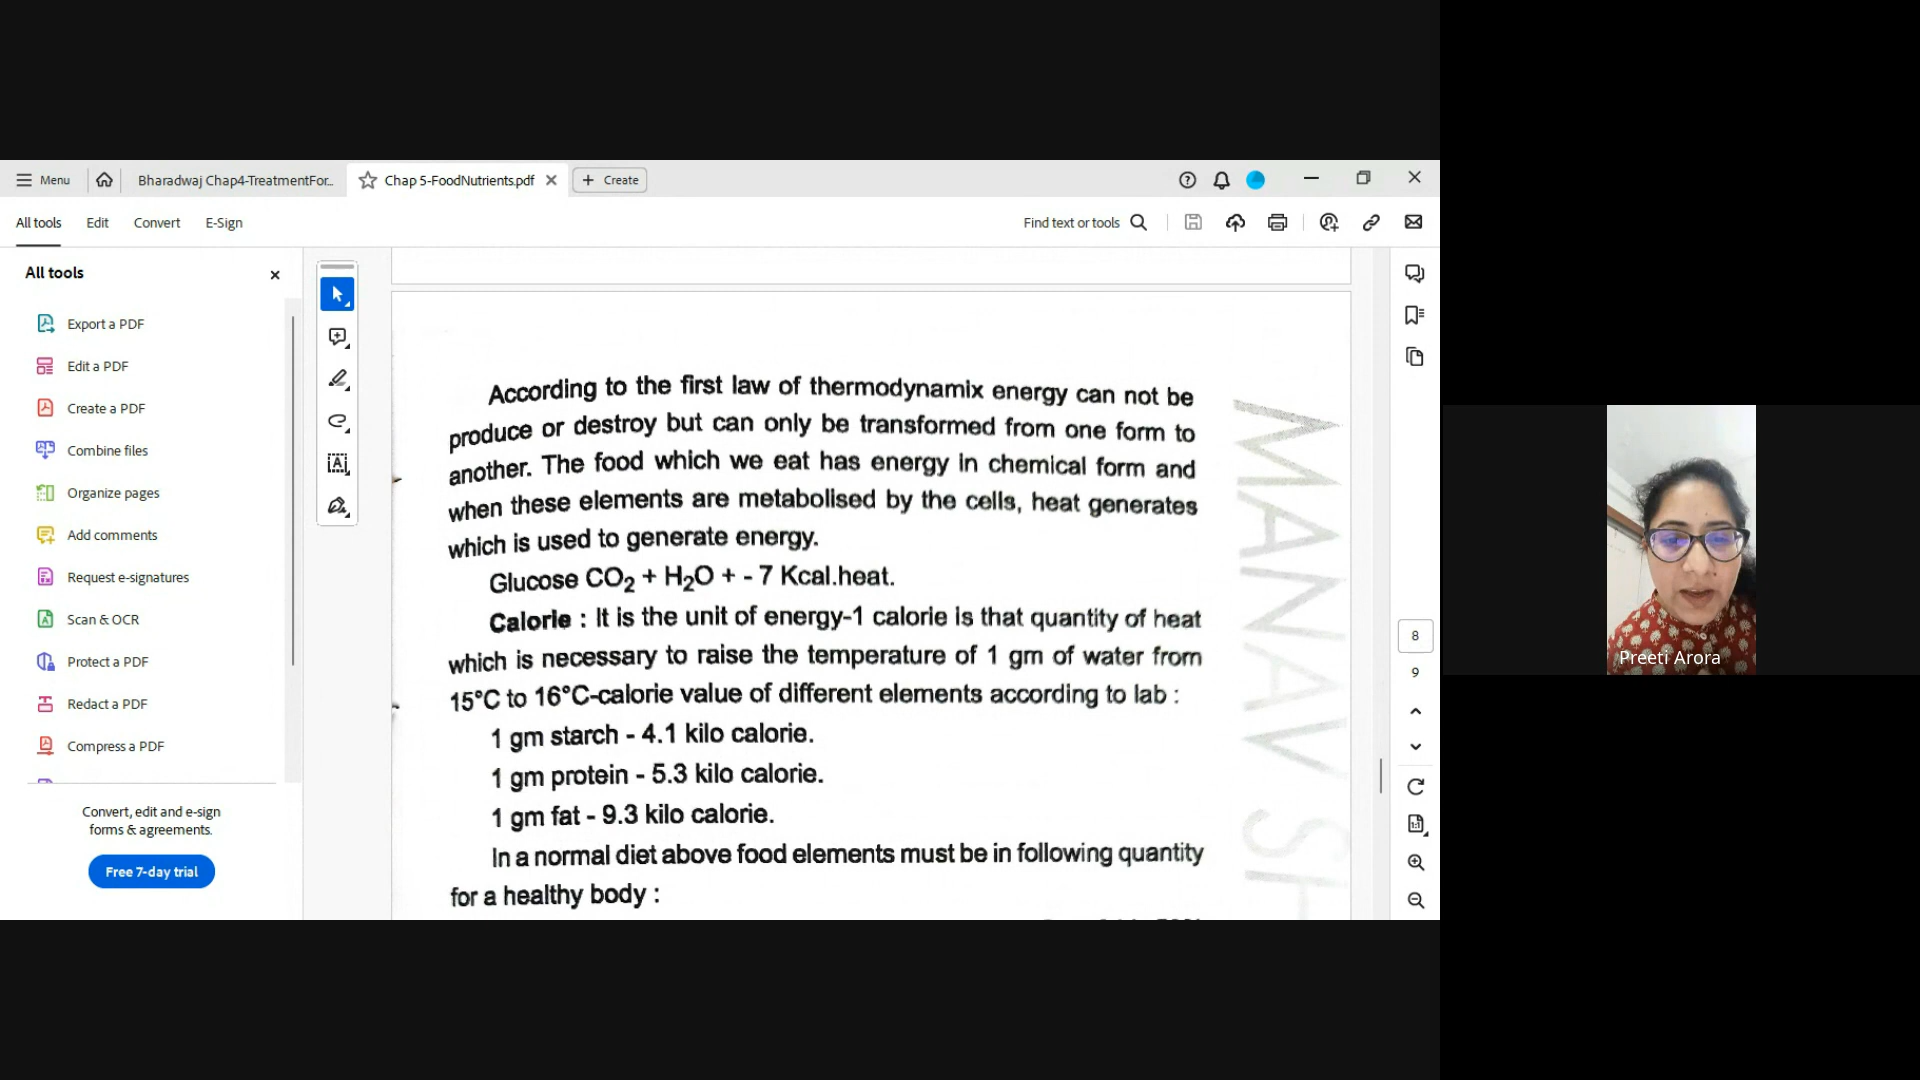 Menu
Bharadwaj Chap4-TreatmentFor...
Chap 5-FoodNutrients.pdf
Create
All tools
Edit
Convert
E-Sign
Find text or tools
All tools
Export a PDF
Edit a PDF
Create a PDF
Combine files
Organize pages
Add comments
Request e-signatures
Scan & OCR
Protect a PDF
Redact a PDF
Compress a PDF
Convert, edit and e-sign
forms & agreements.
Free 7-day trial
According to the first law of thermodynamix energy can not be
produce or destroy but can only be transformed from one form to
another. The food which we eat has energy in chemical form and
when these elements are metabolised by the cells, heat generates
which is used to generate energy.
Glucose CO2 + H2O + - 7 Kcal.heat.
Calorie : It is the unit of energy-1 calorie is that quantity of heat
which is necessary to raise the temperature of 1 gm of water from
15°C to 16°C-calorie value of different elements according to lab :
1 gm starch - 4.1 kilo calorie.
1 gm protein - 5.3 kilo calorie.
1 gm fat - 9.3 kilo calorie.
In a normal diet above food elements must be in following quantity
for a healthy body :
MANAV SH
8
9
Preeti Arora